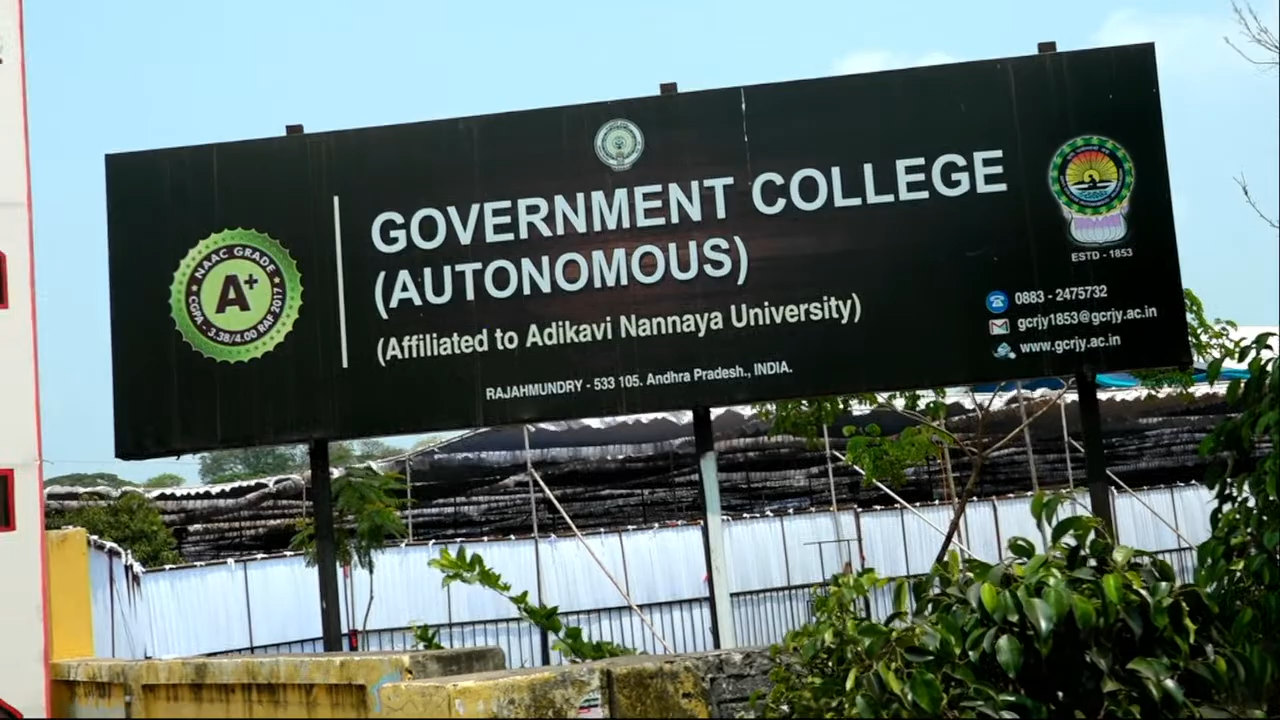 NAAC GRADE
A+
CGPA - 3.38/4.00 RAF 2017
GOVERNMENT COLLEGE
(AUTONOMOUS)
(Affiliated to Adikavi Nannaya University)
RAJAHMUNDRY - 533 105. Andhra Pradesh., INDIA.
ESTD - 1853
0883 - 2475732
gcrjy1853@gcrjy.ac.in
www.gcrjy.ac.in